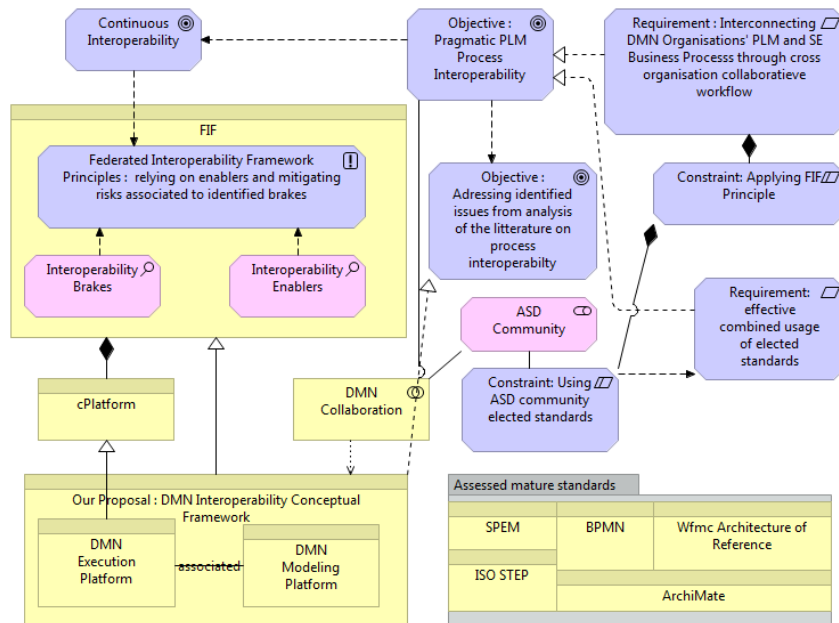 Continuous
Interoperability
Objective :
Pragmatic PLM
Process
Interoperability
Requirement : Interconnecting
DMN Organisations' PLM and SE
Business Processs through cross
organisation collaboratieve
workflow
FIF
Federated Interoperability Framework
Principles : relying on enablers and mitigating
risks associated to identified brakes
Objective :
Adressing identified
issues from analysis
of the litterature on
process
interoperabilty
Constraint: Applying FIF
Principle
Interoperability
Brakes
Interoperability
Enablers
Requirement:
effective
combined usage
of elected
standards
ASD
Community
cPlatform
DMN
Collaboration
Constraint: Using
ASD community
elected standards
Our Proposal : DMN Interoperability Conceptual
Framework
DMN
Execution
Platform
associated
DMN
Modeling
Platform
Assessed mature standards
SPEM
BPMN
Wfmc Architecture of
Reference
ISO STEP
ArchiMate